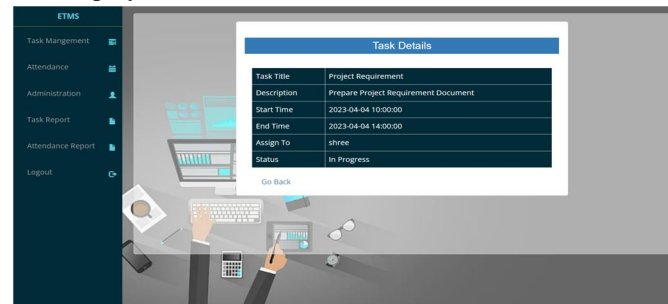 ETMS
Task Mangement
Attendance
Administration
Task Report
Attendance Report
Logout
Task Details
Task Title Project Requirement
Description Prepare Project Requirement Document
Start Time 2023-04-04 10:00:00
End Time 2023-04-04 14:00:00
Assign To shree
Status In Progress
Go Back